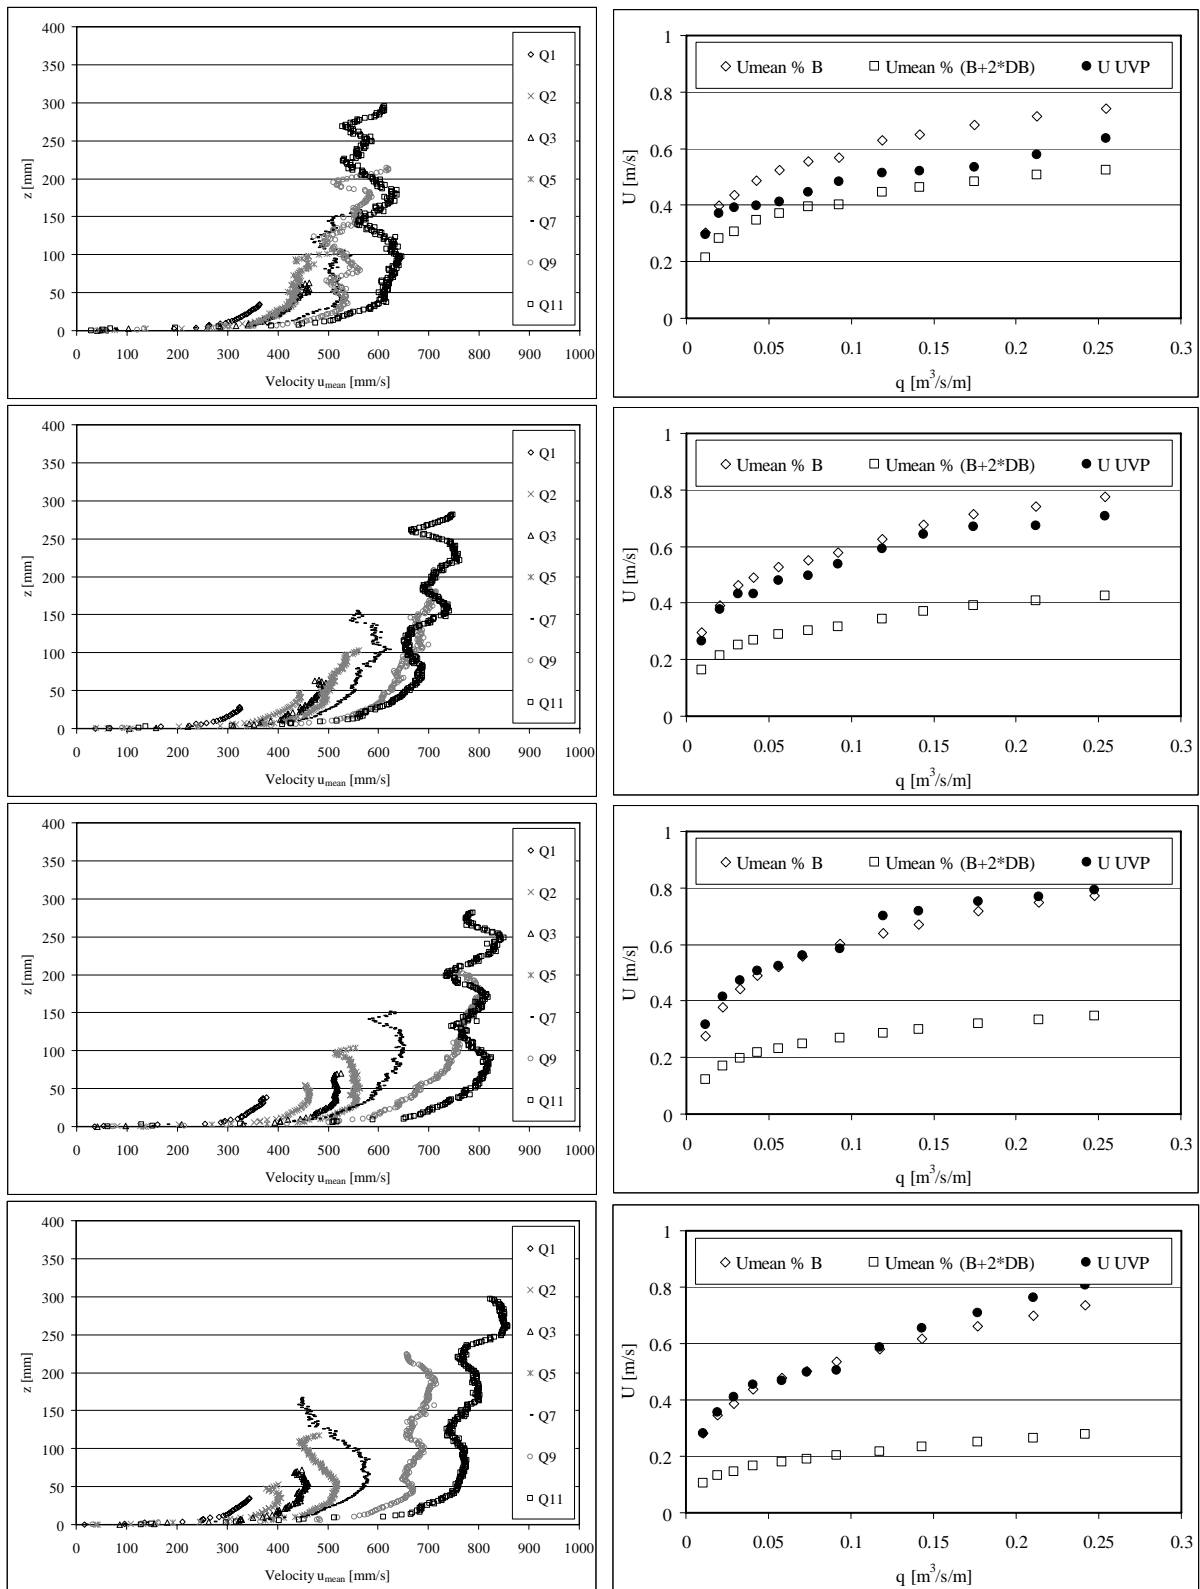 400
350
300
250
200
150
100
50
0
z [mm]
0 100 200 300 400 500 600 700 800 900 1000
Velocity u_mean [mm/s]
Q1
Q2
Q3
Q5
Q7
Q9
Q11
1
0.8
0.6
0.4
0.2
0
U [m/s]
Umean % B Umean % (B+2*DB) U UVP
0 0.05 0.1 0.15 0.2 0.25 0.3
q [m³/s/m]
400
350
300
250
200
150
100
50
0
z [mm]
0 100 200 300 400 500 600 700 800 900 1000
Velocity u_mean [mm/s]
Q1
Q2
Q3
Q5
Q7
Q9
Q11
1
0.8
0.6
0.4
0.2
0
U [m/s]
Umean % B Umean % (B+2*DB) U UVP
0 0.05 0.1 0.15 0.2 0.25 0.3
q [m³/s/m]
400
350
300
250
200
150
100
50
0
z [mm]
0 100 200 300 400 500 600 700 800 900 1000
Velocity u_mean [mm/s]
Q1
Q2
Q3
Q5
Q7
Q9
Q11
1
0.8
0.6
0.4
0.2
0
U [m/s]
Umean % B Umean % (B+2*DB) U UVP
0 0.05 0.1 0.15 0.2 0.25 0.3
q [m³/s/m]
400
350
300
250
200
150
100
50
0
z [mm]
0 100 200 300 400 500 600 700 800 900 1000
Velocity u_mean [mm/s]
Q1
Q2
Q3
Q5
Q7
Q9
Q11
1
0.8
0.6
0.4
0.2
0
U [m/s]
Umean % B Umean % (B+2*DB) U UVP
0 0.05 0.1 0.15 0.2 0.25 0.3
q [m³/s/m]